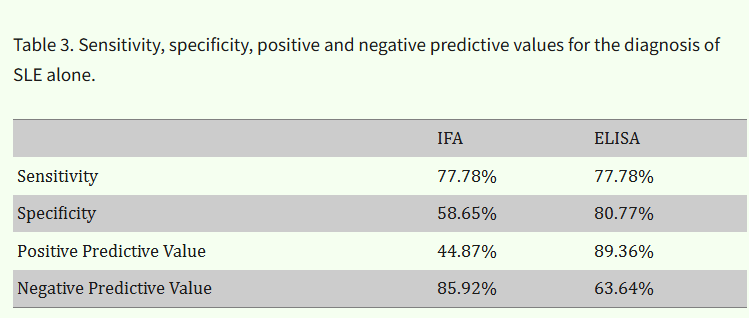 Table 3. Sensitivity, specificity, positive and negative predictive values for the diagnosis of
SLE alone.
IFA ELISA
Sensitivity 77.78% 77.78%
Specificity 58.65% 80.77%
Positive Predictive Value 44.87% 89.36%
Negative Predictive Value 85.92% 63.64%